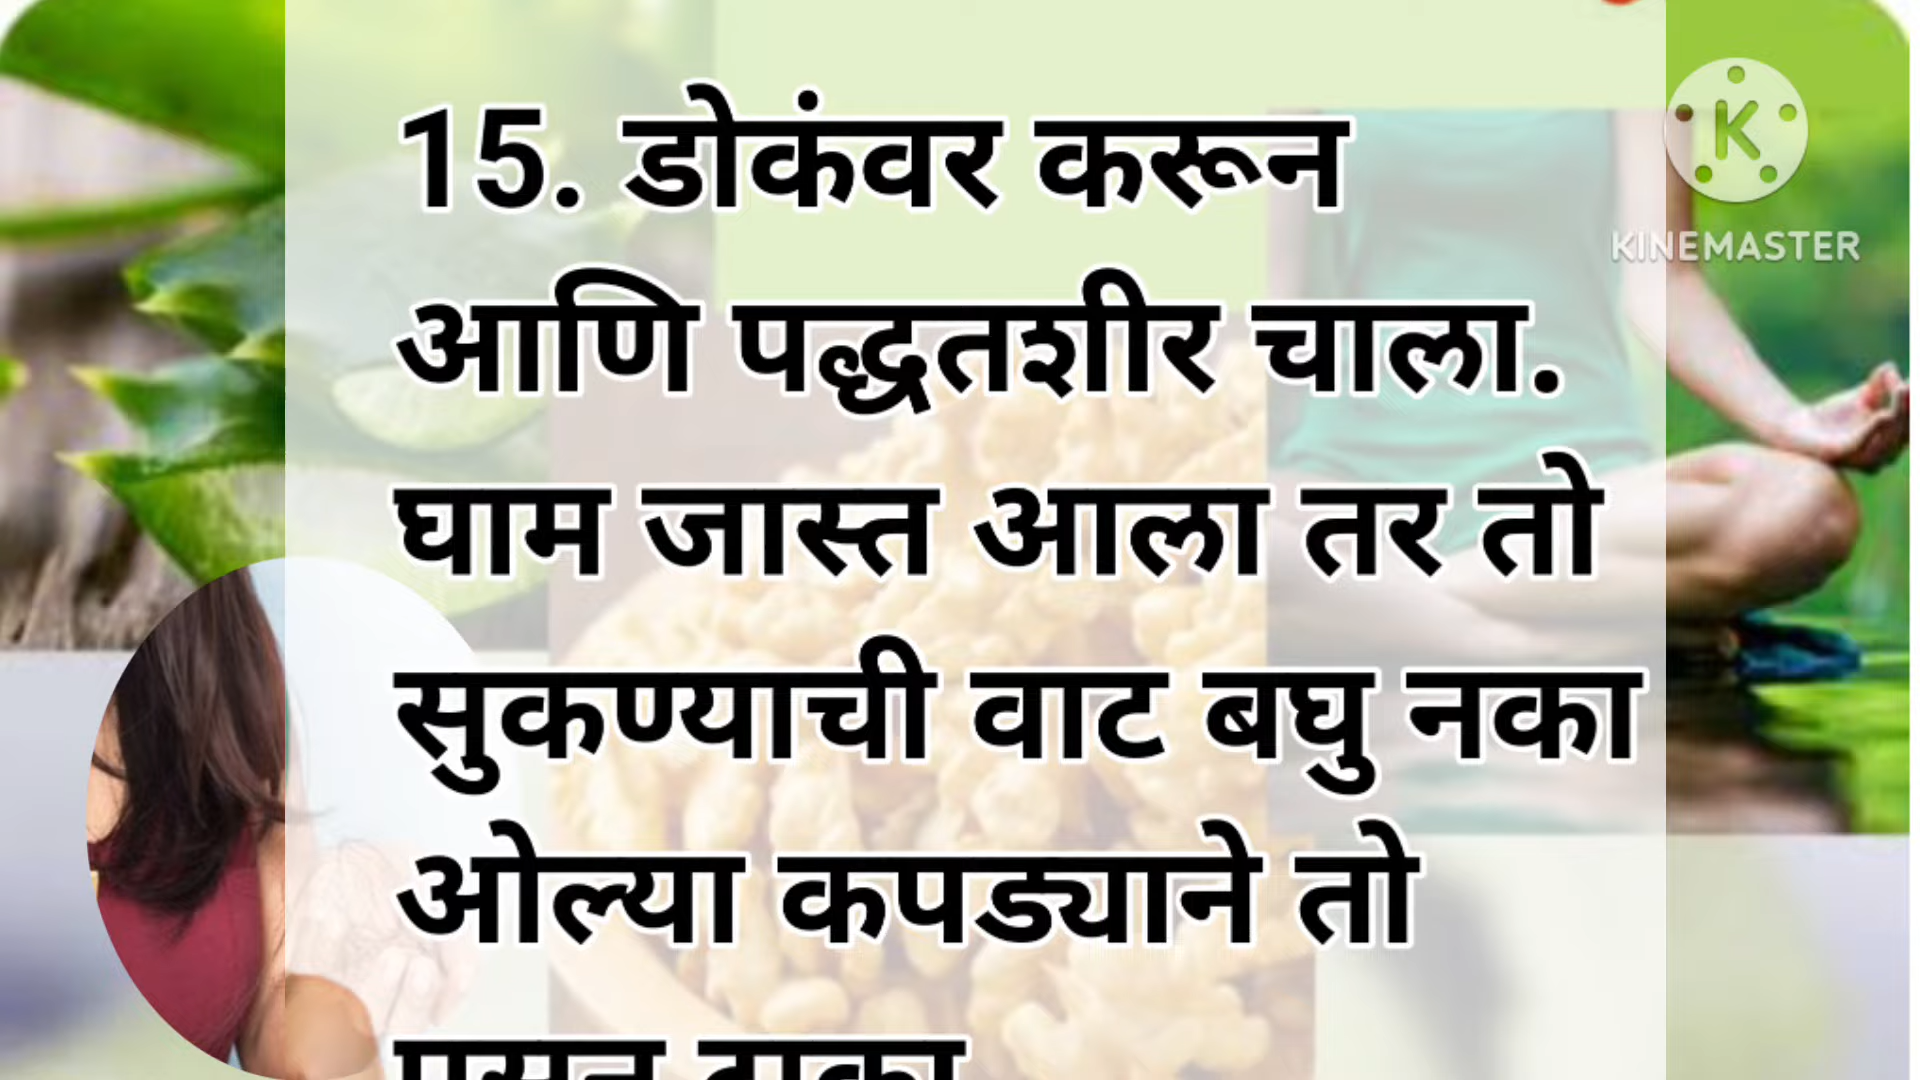 15. डोकंवर करून
आणि पद्धतशीर चाला.
घाम जास्त आला तर तो
सुकण्याची वाट बघु नका
ओल्या कपड्याने तो
KINEMASTER